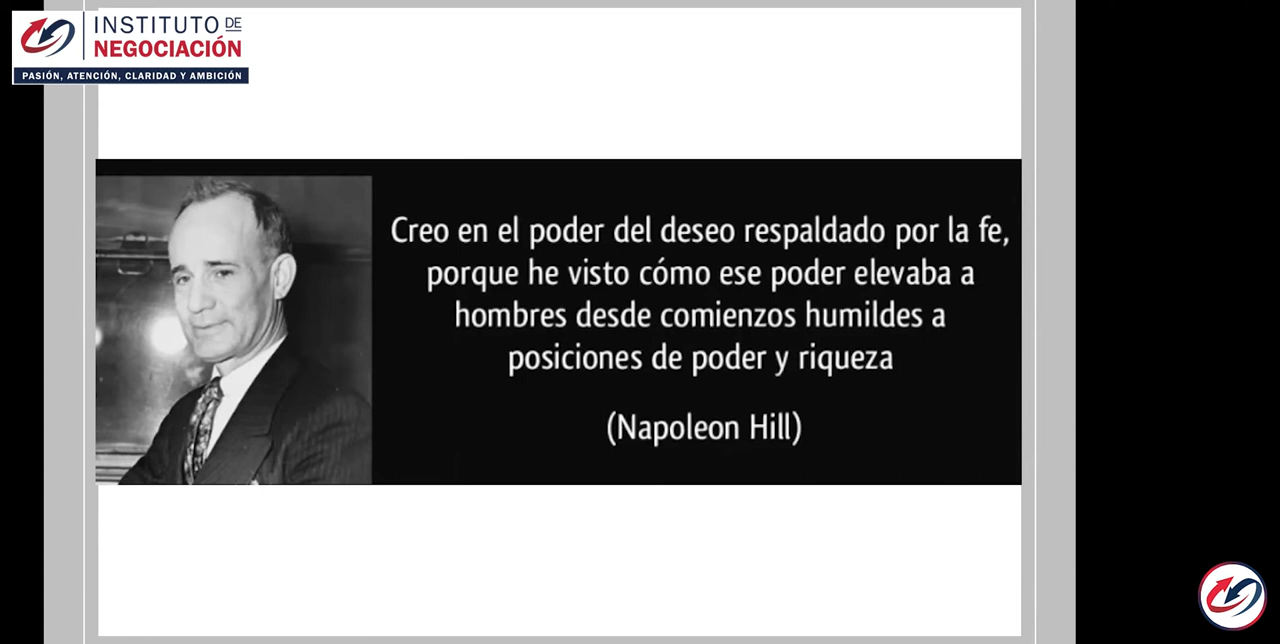 INSTITUTO DE
NEGOCIACIÓN
PASIÓN, ATENCIÓN, CLARIDAD Y AMBICIÓN
Creo en el poder del deseo respaldado por la fe,
porque he visto cómo ese poder elevaba a
hombres desde comienzos humildes a
posiciones de poder y riqueza
(Napoleon Hill)